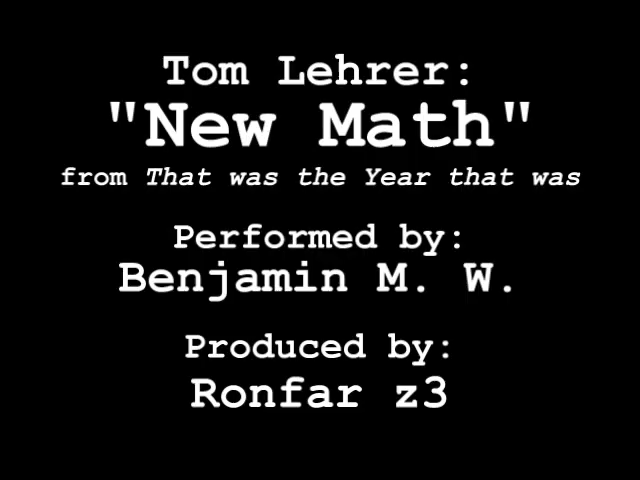 Tom Lehrer:
"New Math"
from That was the Year that was
Performed by:
Benjamin M. W.
Produced by:
Ronfar z3